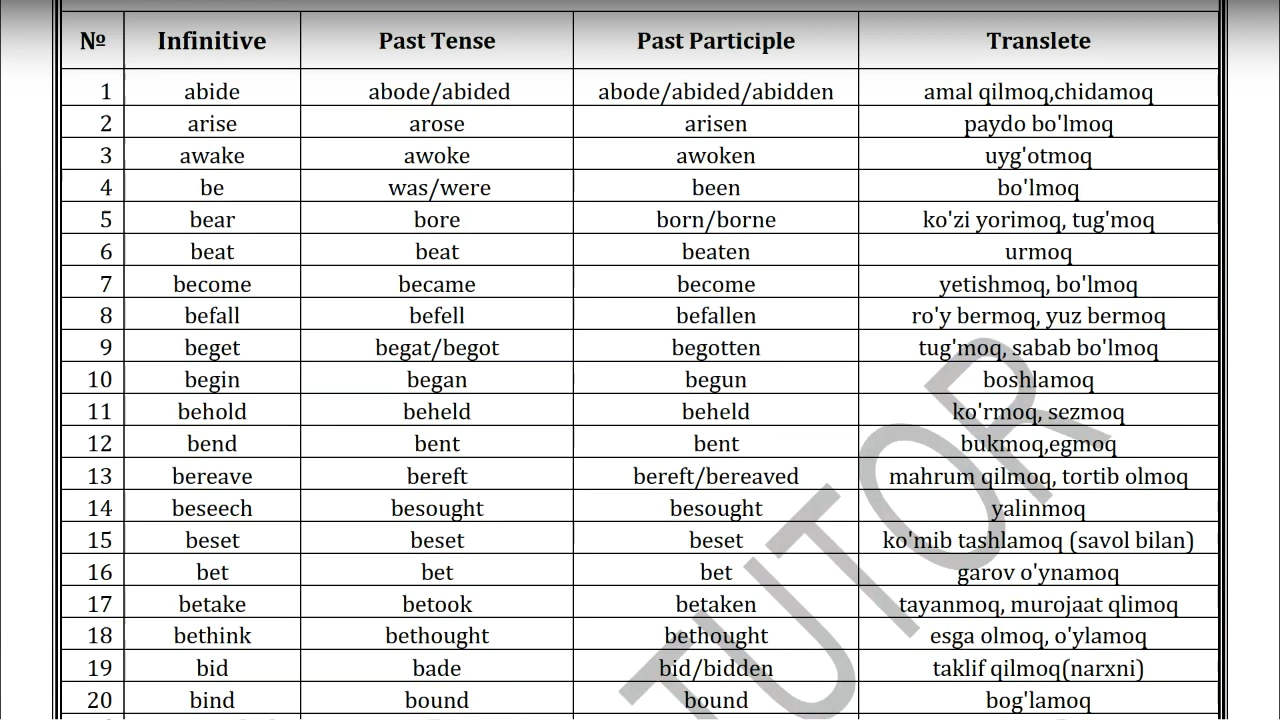 № Infinitive Past Tense Past Participle Translete
1 abide abode/abided abode/abided/abidden amal qilmoq,chidamoq
2 arise arose arisen paydo bo'lmoq
3 awake awoke awoken uyg'otmoq
4 be was/were been bo'lmoq
5 bear bore born/borne ko'zi yorimoq, tug'moq
6 beat beat beaten urmoq
7 become became become yetishmoq, bo'lmoq
8 befall befell befallen ro'y bermoq, yuz bermoq
9 beget begat/begot begotten tug'moq, sabab bo'lmoq
10 begin began begun boshlamoq
11 behold beheld beheld ko'rmoq, sezmoq
12 bend bent bent bukmoq,egmoq
13 bereave bereft bereft/bereaved mahrum qilmoq, tortib olmoq
14 beseech besought besought yalinmoq
15 beset beset beset ko'mib tashlamoq (savol bilan)
16 bet bet bet garov o'ynamoq
17 betake betook betaken tayanmoq, murojaat qlimoq
18 bethink bethought bethought esga olmoq, o'ylamoq
19 bid bade bid/bidden taklif qilmoq(narxni)
20 bind bound bound bog'lamoq
TUTOR